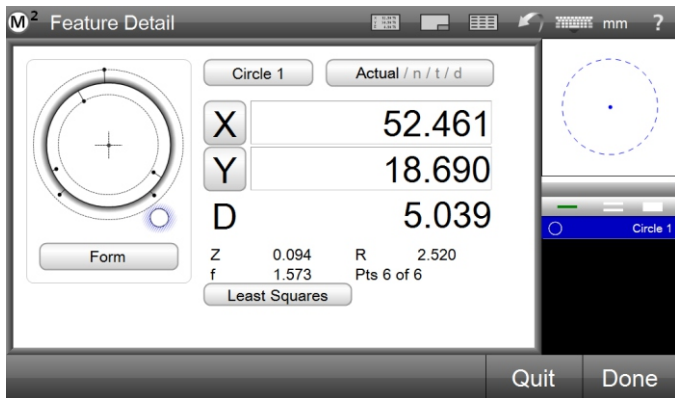 M2 Feature Detail mm ?
Circle 1 Actual / n / t / d
X 52.461
Y 18.690
D 5.039
Form
Z 0.094 R 2.520
f 1.573 Pts 6 of 6
Least Squares
Circle 1
Quit Done